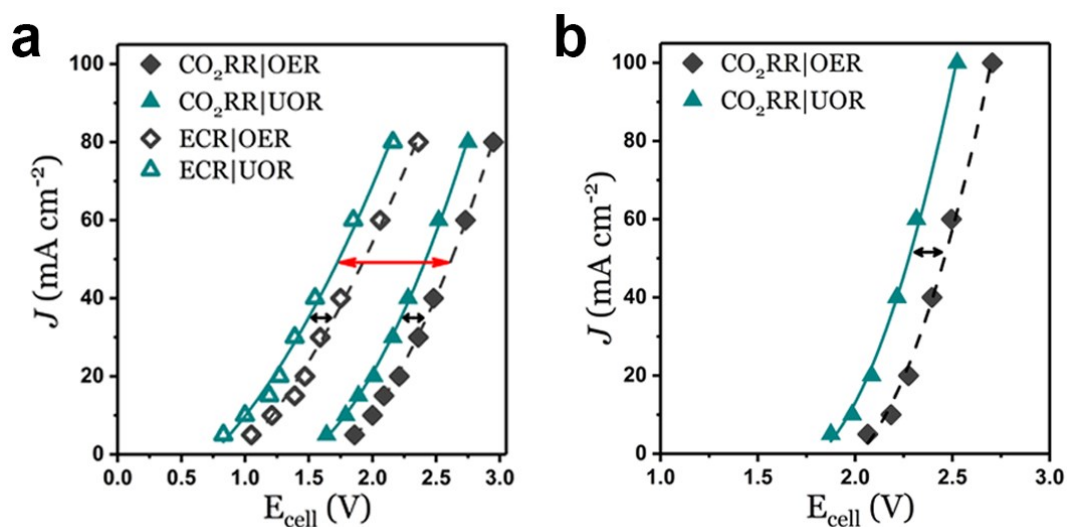 a
100
80
60
40
20
0
J (mA cm⁻²)
CO₂RR|OER
CO₂RR|UOR
ECR|OER
ECR|UOR
0.0 0.5 1.0 1.5 2.0 2.5 3.0
E_cell (V)
b
100
80
60
40
20
0
J (mA cm⁻²)
CO₂RR|OER
CO₂RR|UOR
1.0 1.5 2.0 2.5 3.0
E_cell (V)